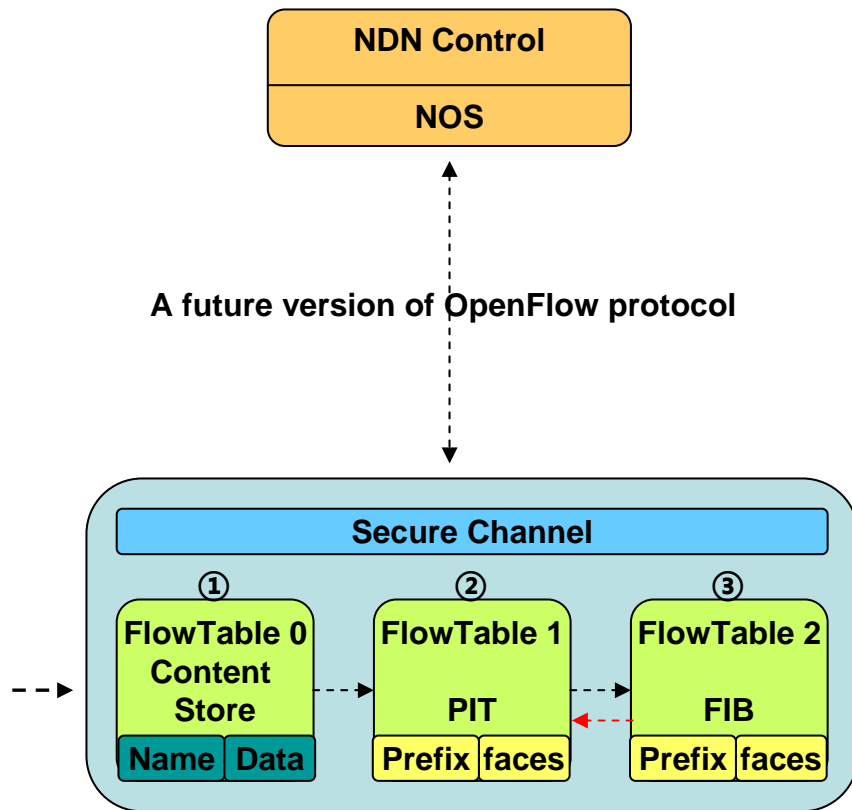 NDN Control
NOS
A future version of OpenFlow protocol
Secure Channel
① ② ③
FlowTable 0
Content
Store
Name Data
FlowTable 1
PIT
Prefix faces
FlowTable 2
FIB
Prefix faces